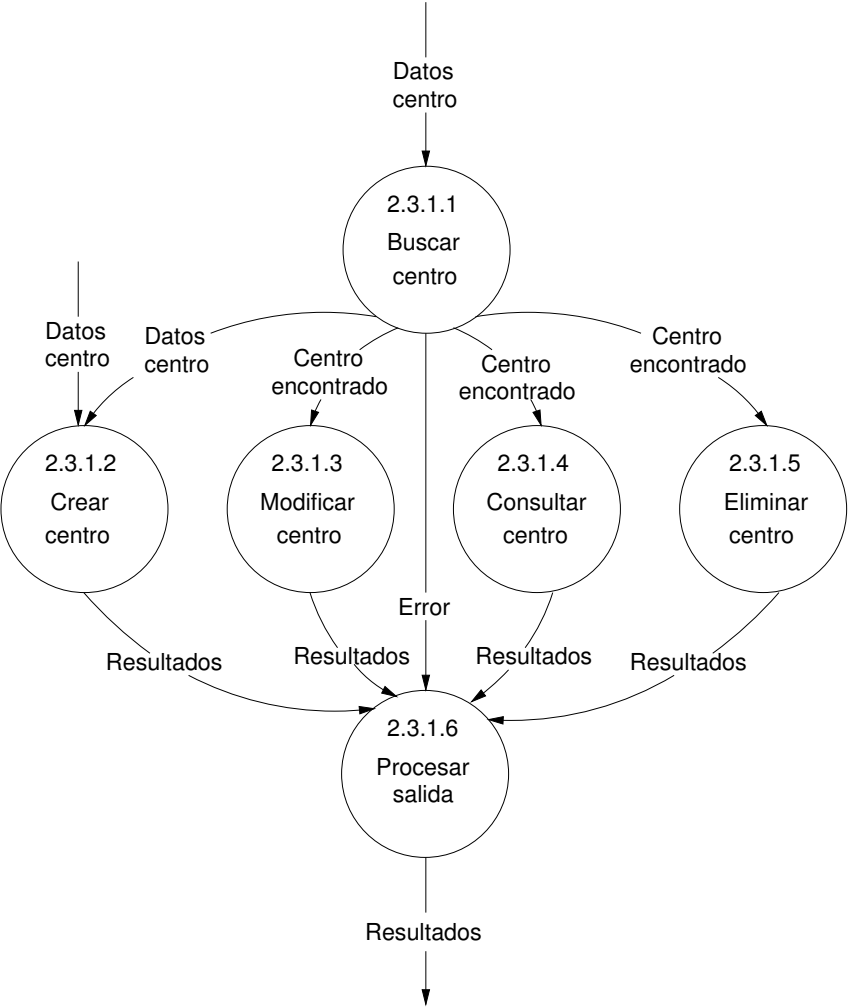 Datos
centro
2.3.1.1
Buscar
centro
Datos
centro
Datos
centro
Centro
encontrado
Centro
encontrado
Centro
encontrado
2.3.1.2
Crear
centro
2.3.1.3
Modificar
centro
2.3.1.4
Consultar
centro
2.3.1.5
Eliminar
centro
Error
Resultados
Resultados
Resultados
Resultados
2.3.1.6
Procesar
salida
Resultados